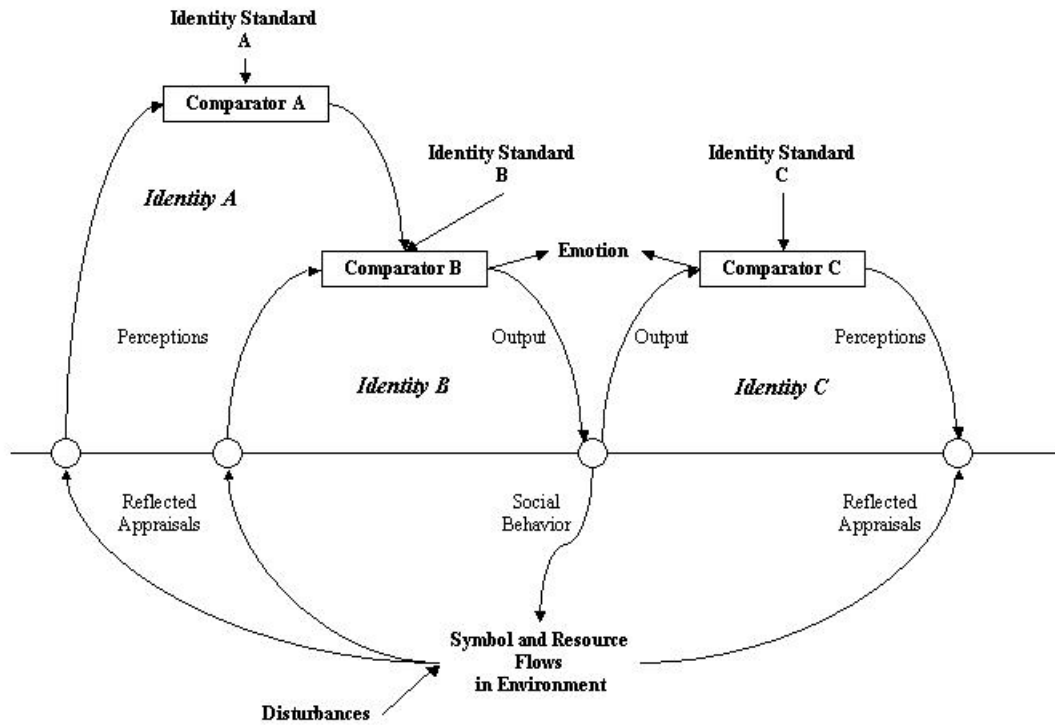 Identity Standard
A
Comparator A
Identity Standard
B
Identity Standard
C
Identity A
Comparator B
Emotion
Comparator C
Perceptions
Output
Output
Perceptions
Identity B
Identity C
Reflected
Appraisals
Social
Behavior
Reflected
Appraisals
Symbol and Resource
Flows
in Environment
Disturbances